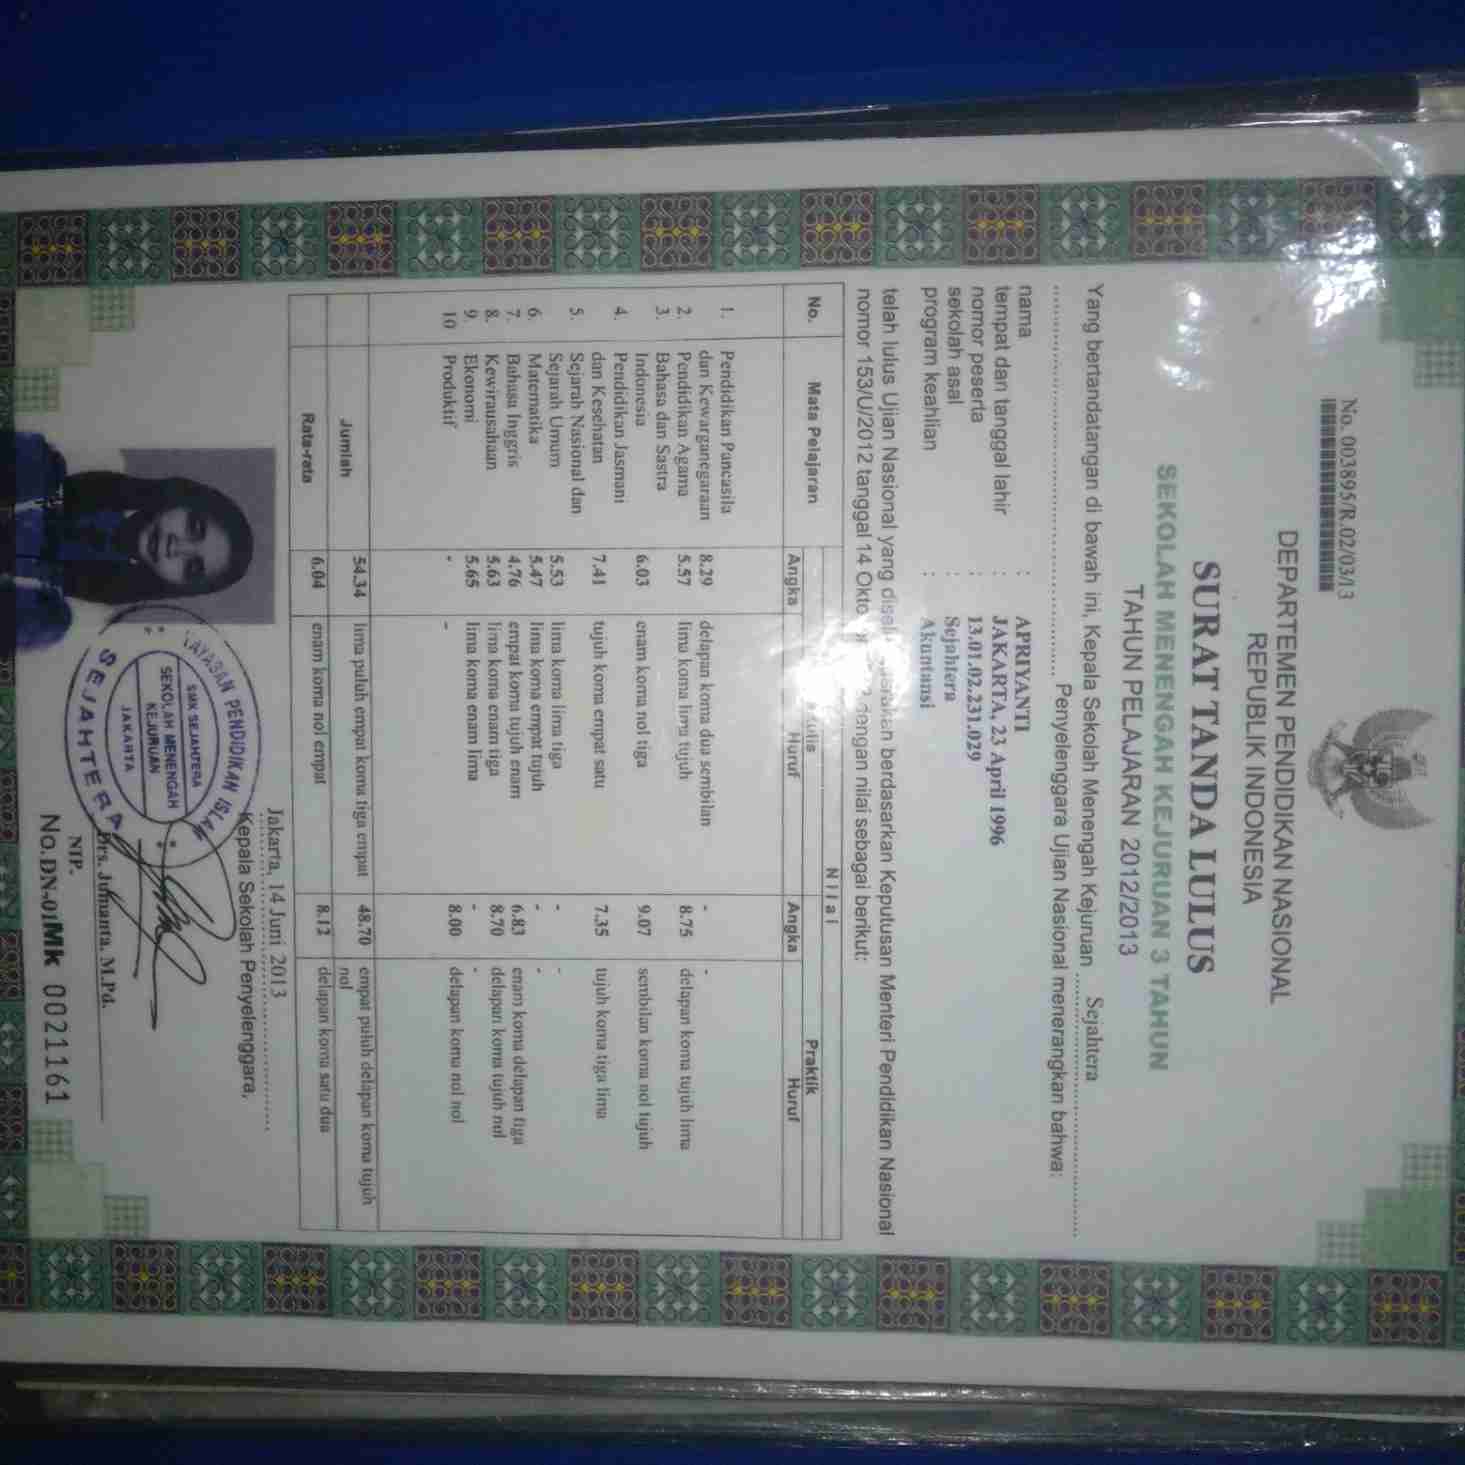 No. 003895/R.02/03/13
DEPARTEMEN PENDIDIKAN NASIONAL
REPUBLIK INDONESIA
SURAT TANDA LULUS
SEKOLAH MENENGAH KEJURUAN 3 TAHUN
TAHUN PELAJARAN 2012/2013
Yang bertandatangan di bawah ini, Kepala Sekolah Menengah Kejuruan Sejahtera
Penyelenggara Ujian Nasional menerangkan bahwa:
nama : APRIYANTI
tempat dan tanggal lahir : JAKARTA, 23 April 1996
nomor peserta : 13.01.02.231.029
sekolah asal : Sejahtera
program keahlian : Akuntansi
telah lulus Ujian Nasional yang berdasarkan Keputusan Menteri Pendidikan Nasional
nomor 153/U/2012 tanggal 14 dengan nilai sebagai berikut:
Nilai
No. Mata Pelajaran Praktik
Angka Huruf Angka Huruf
1. Pendidikan Pancasila
dan Kewarganegaraan 8.29 delapan koma dua sembilan - -
2. Pendidikan Agama 5.57 lima koma lima tujuh 8.75 delapan koma tujuh lima
3. Bahasa dan Sastra
Indonesia 6.03 enam koma nol tiga 9.07 sembilan koma nol tujuh
4. Pendidikan Jasmani
dan Kesehatan 7.41 tujuh koma empat satu 7.35 tujuh koma tiga lima
5. Sejarah Nasional dan
Sejarah Umum 5.53 lima koma lima tiga - -
6. Matematika 5.47 lima koma empat tujuh - -
7. Bahasa Inggris 4.76 empat koma tujuh enam 6.83 enam koma delapan tiga
8. Kewirausahaan 5.63 lima koma enam tiga 8.70 delapan koma tujuh nol
9. Ekonomi 5.65 lima koma enam lima - -
10 Produktif - - 8.00 delapan koma nol nol
Jumlah 54.34 lima puluh empat koma tiga empat 48.70 empat puluh delapan koma tujuh
nol
Rata-rata 6.04 enam koma nol empat 8.12 delapan koma satu dua
Jakarta, 14 Juni 2013
Kepala Sekolah Penyelenggara,
YAYASAN PENDIDIKAN ISLAM
SMK SEJAHTERA
SEKOLAH MENENGAH
KEJURUAN
JAKARTA
SEJAHTERA
Drs. Juhanta, M.Pd.
NIP.
No. DN-01 Mk 0021161